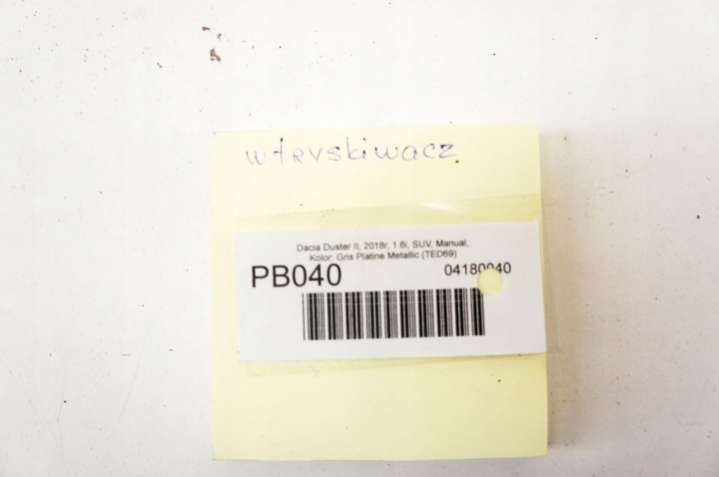 wtryskiwacz
Dacia Duster II, 2018r, 1.6i, SUV, Manual,
Kolor: Gris Platine Metallic (TED69)
PB040 04180040